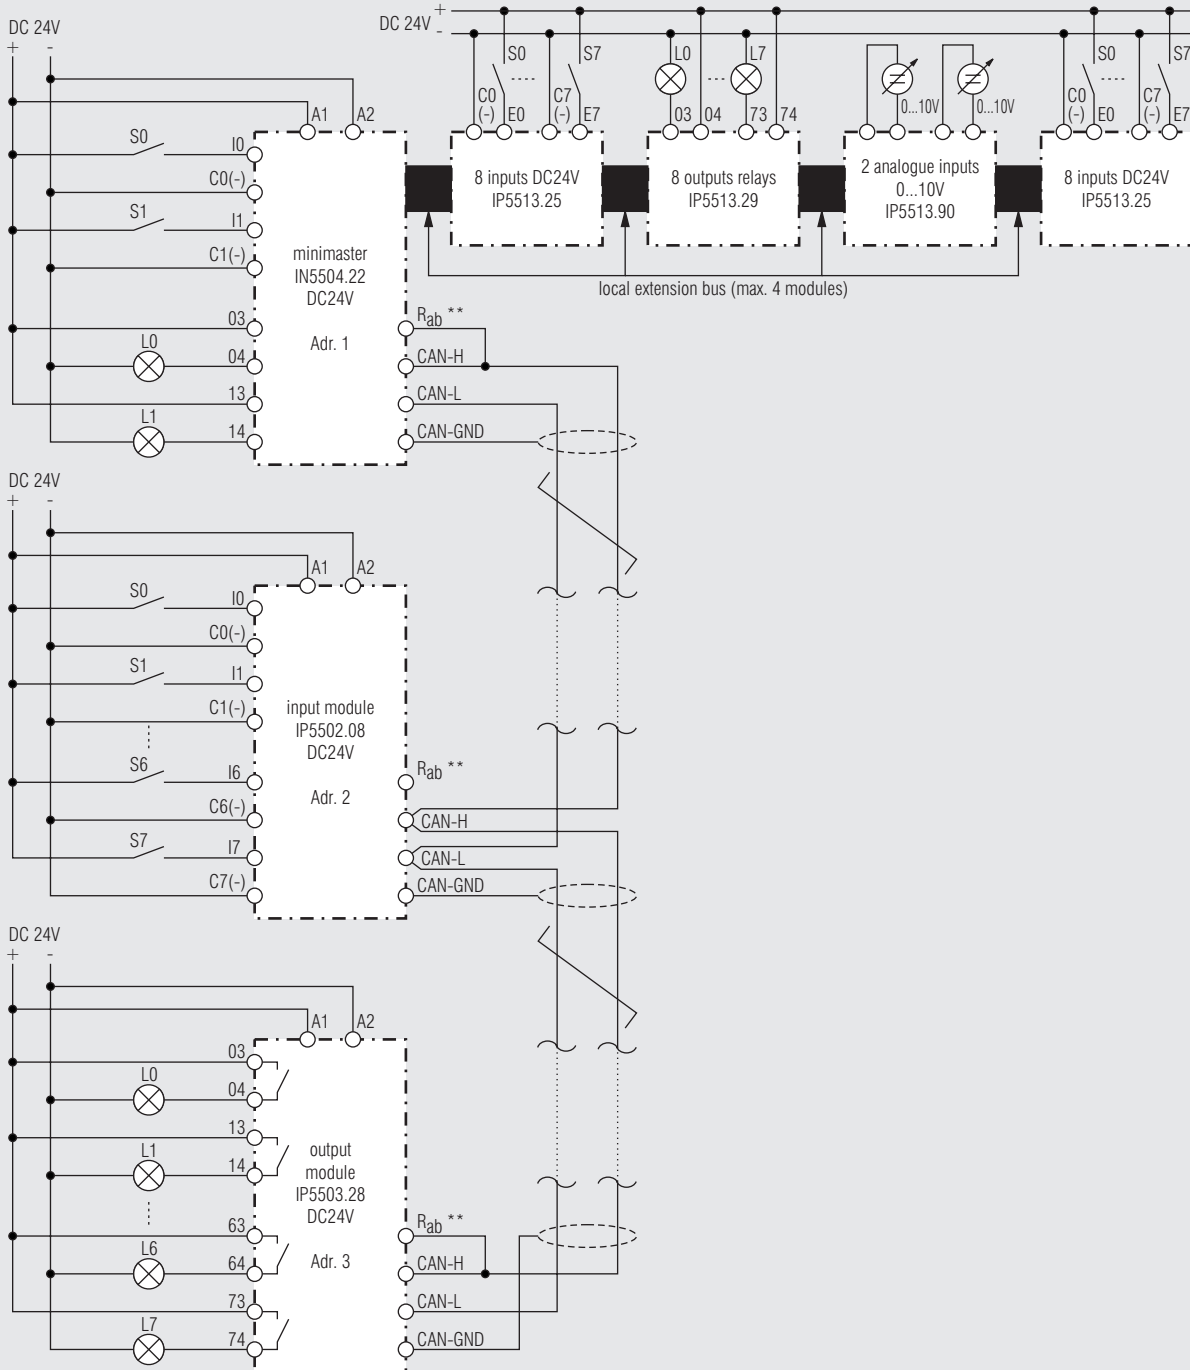 DC 24V
+ -
A1 A2
S0 I0
C0(-)
S1 I1
C1(-)
03
L0 04
13
L1 14
minimaster
IN5504.22
DC24V
Adr. 1
Rab **
CAN-H
CAN-L
CAN-GND
DC 24V + -
S0 .... S7
C0 (-) E0 C7 (-) E7
8 inputs DC24V
IP5513.25
L0 ... L7
03 04 73 74
8 outputs relays
IP5513.29
0...10V 0...10V
2 analogue inputs
0...10V
IP5513.90
S0 .... S7
C0 (-) E0 C7 (-) E7
8 inputs DC24V
IP5513.25
local extension bus (max. 4 modules)
DC 24V
+ -
A1 A2
S0 I0
C0(-)
S1 I1
C1(-)
S6 I6
C6(-)
S7 I7
C7(-)
input module
IP5502.08
DC24V
Adr. 2
Rab **
CAN-H
CAN-L
CAN-GND
DC 24V
+ -
A1 A2
03
L0 04
13
L1 14
63
L6 64
73
L7 74
output
module
IP5503.28
DC24V
Adr. 3
Rab **
CAN-H
CAN-L
CAN-GND